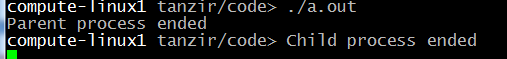 compute-linux1 tanzir/code> ./a.out
Parent process ended
compute-linux1 tanzir/code> Child process ended